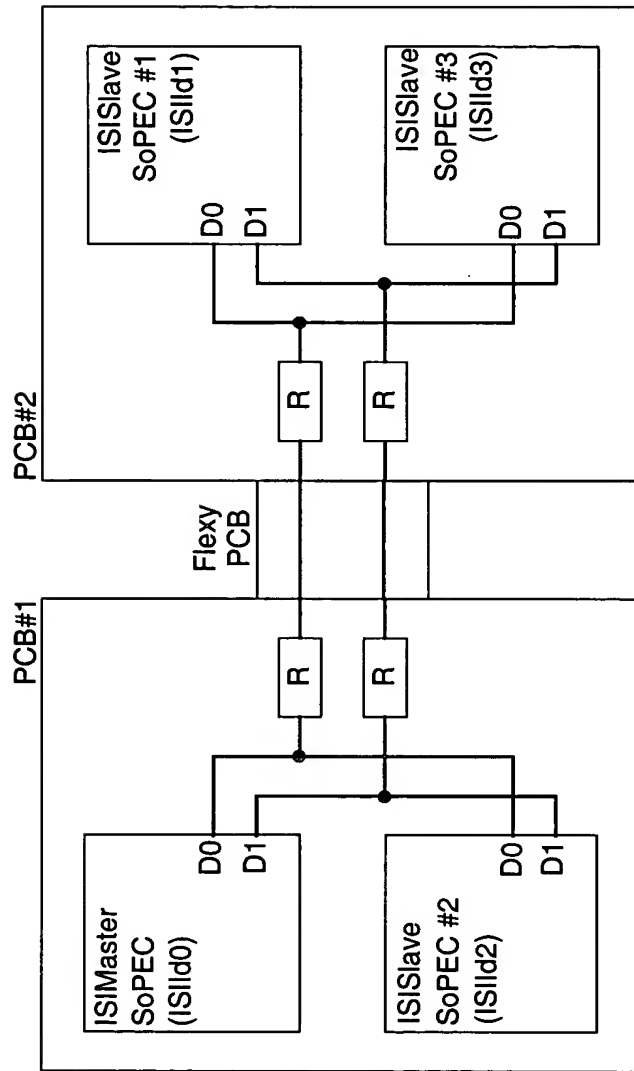 PCB#1
ISIMaster
SoPEC
(ISIId0)
D0
D1
ISISlave
SoPEC #2
(ISIId2)
D0
D1
R
R
Flexy
PCB
PCB#2
R
R
ISISlave
SoPEC #1
(ISIId1)
D0
D1
ISISlave
SoPEC #3
(ISIId3)
D0
D1